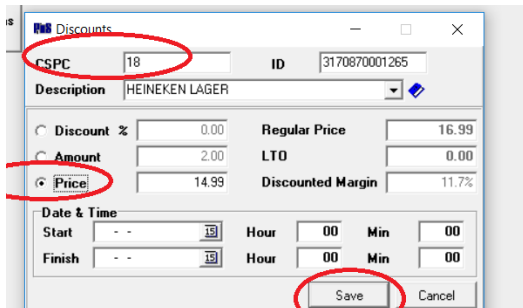 s
Discounts
CSPC 18 ID 3170870001265
Description HEINEKEN LAGER
Discount % 0.00 Regular Price 16.99
Amount 2.00 LTO 0.00
Price 14.99 Discounted Margin 11.7%
Date & Time
Start - - 15 Hour 00 Min 00
Finish - - 15 Hour 00 Min 00
Save Cancel